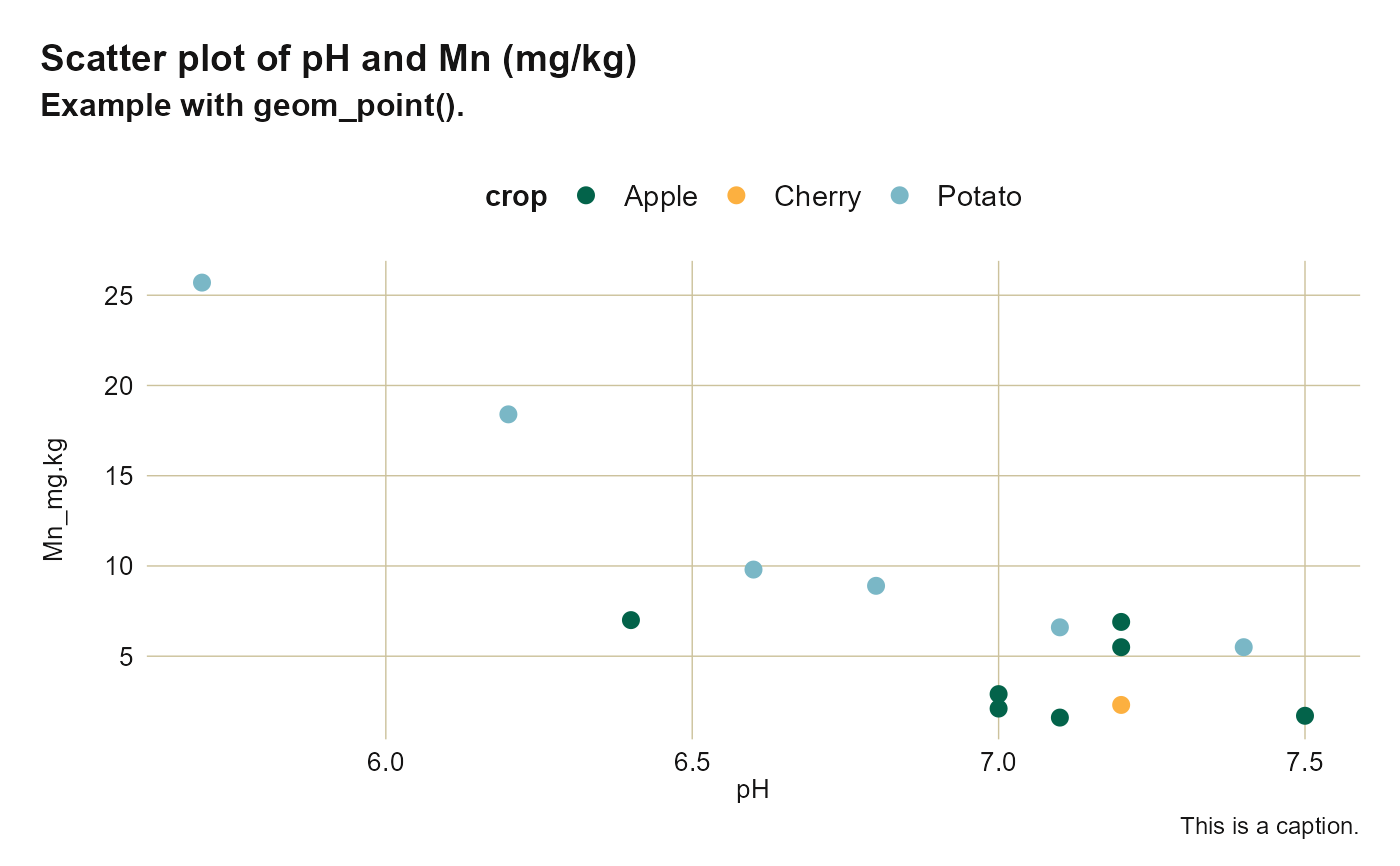 Scatter plot of pH and Mn (mg/kg)
Example with geom_point().
crop Apple Cherry Potato
25
20
15
10
5
Mn_mg.kg
6.0 6.5 7.0 7.5
pH
This is a caption.